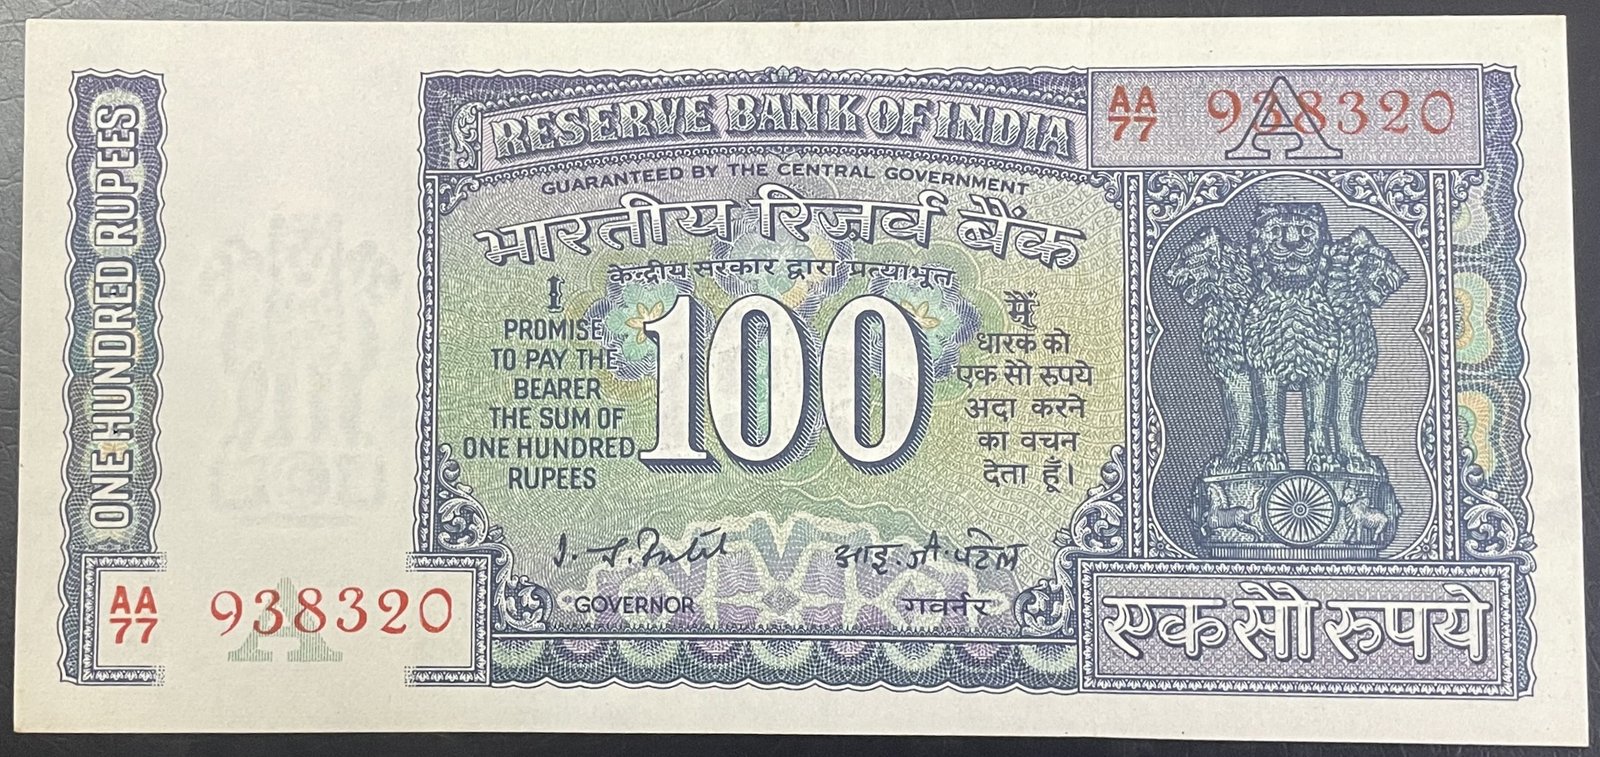 RESERVE BANK OF INDIA
AA
77 938320
A
GUARANTEED BY THE CENTRAL GOVERNMENT
भारतीय रिज़र्व बैंक
केन्द्रीय सरकार द्वारा प्रत्याभूत
ONE HUNDRED RUPEES
I
PROMISE
TO PAY THE
BEARER
THE SUM OF
ONE HUNDRED
RUPEES
100
मैं
धारक को
एक सौ रुपये
अदा करने
का वचन
देता हूँ।
I. G. Patel
आइ. जी. पटेल
GOVERNOR
गवर्नर
AA
77 938320
A
एक सौ रुपये